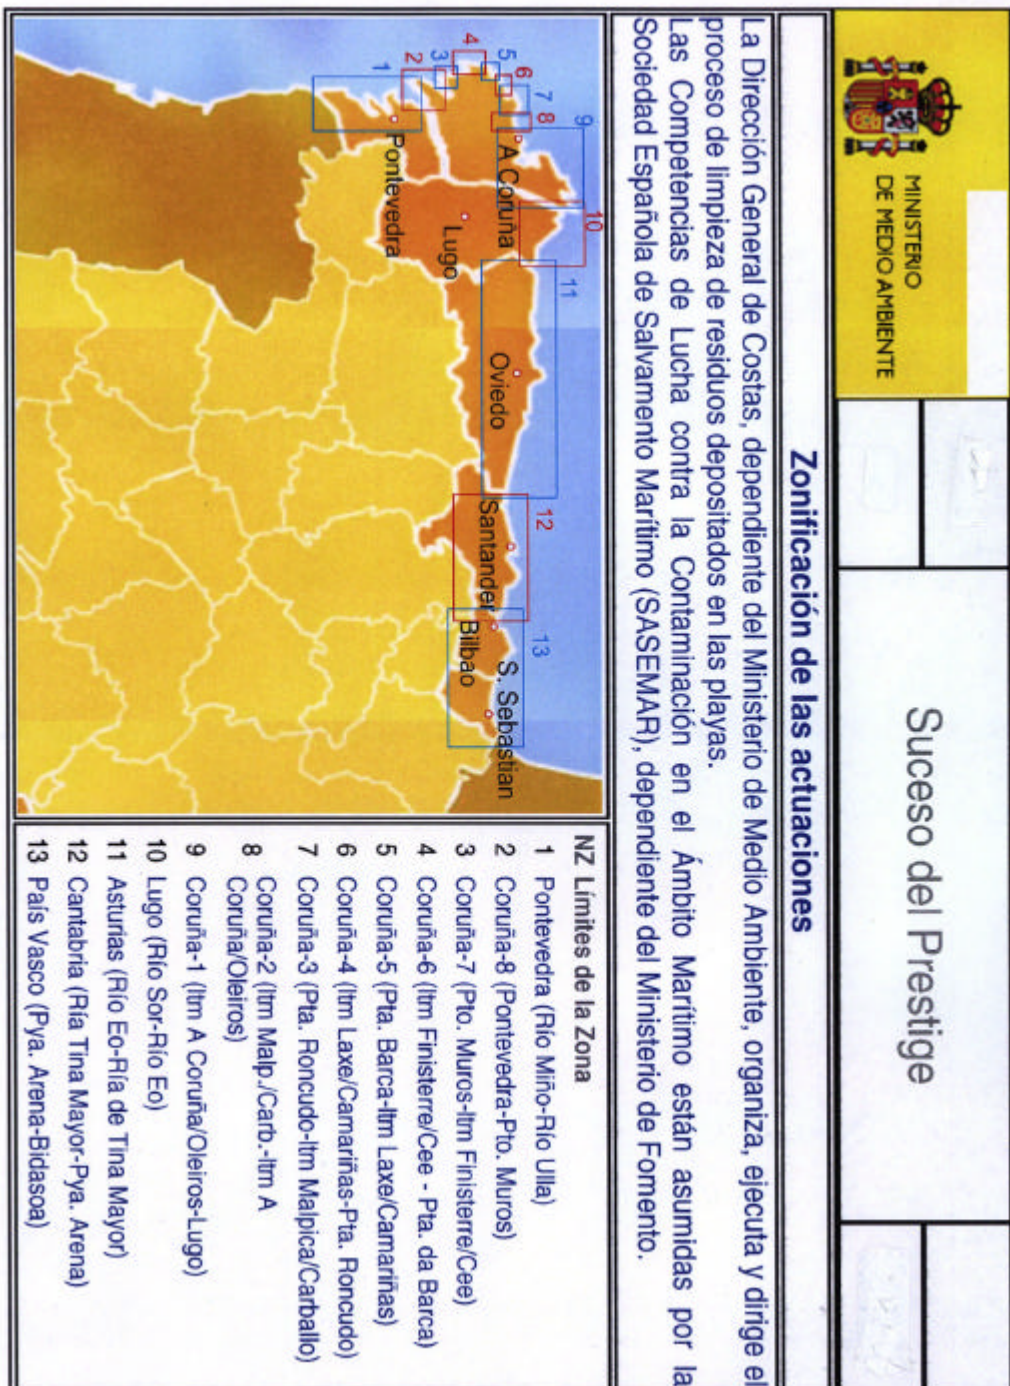 MINISTERIO
DE MEDIO AMBIENTE
Suceso del Prestige
Zonificación de las actuaciones
La Dirección General de Costas, dependiente del Ministerio de Medio Ambiente, organiza, ejecuta y dirige el
proceso de limpieza de residuos depositados en las playas.
Las Competencias de Lucha contra la Contaminación en el Ámbito Marítimo están asumidas por la
Sociedad Española de Salvamento Marítimo (SASEMAR), dependiente del Ministerio de Fomento.
1
2
3
4
5
6
7
8
9
10
11
12
13
A Coruña
Pontevedra
Lugo
Oviedo
Santander
Bilbao
S. Sebastian
NZ Límites de la Zona
1 Pontevedra (Río Miño-Río Ulla)
2 Coruña-8 (Pontevedra-Pto. Muros)
3 Coruña-7 (Pto. Muros-ltm Finisterre/Cee)
4 Coruña-6 (ltm Finisterre/Cee - Pta. da Barca)
5 Coruña-5 (Pta. Barca-ltm Laxe/Camariñas)
6 Coruña-4 (ltm Laxe/Camariñas-Pta. Roncudo)
7 Coruña-3 (Pta. Roncudo-ltm Malpica/Carballo)
8 Coruña-2 (ltm Malp./Carb.-ltm A
Coruña/Oleiros)
9 Coruña-1 (ltm A Coruña/Oleiros-Lugo)
10 Lugo (Río Sor-Río Eo)
11 Asturias (Río Eo-Ría de Tina Mayor)
12 Cantabria (Ría Tina Mayor-Pya. Arena)
13 País Vasco (Pya. Arena-Bidasoa)